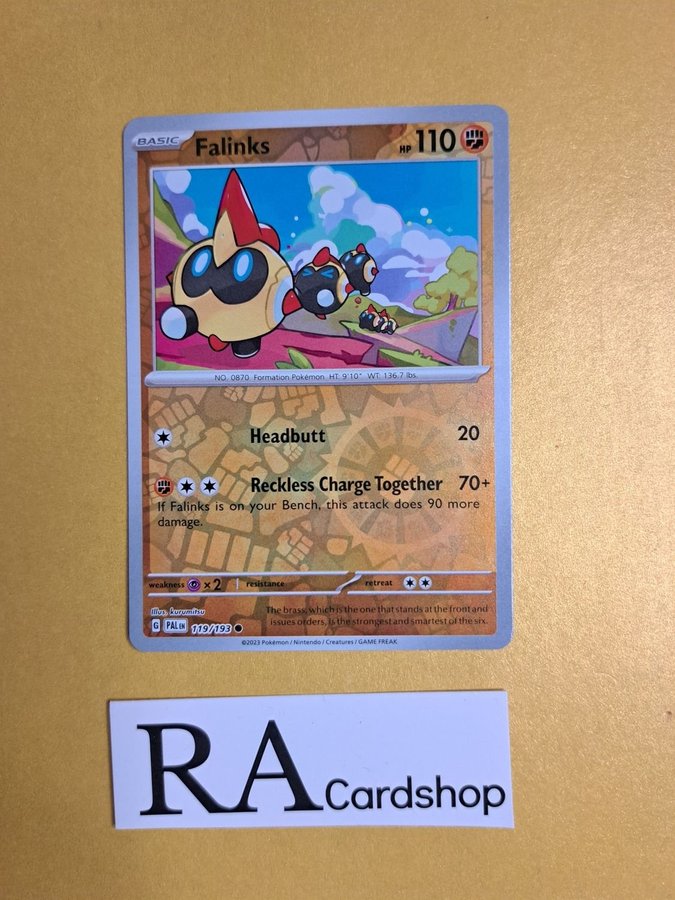 BASIC Falinks HP 110
NO. 0870 Formation Pokémon HT: 9'10" WT: 136.7 lbs.
Headbutt 20
Reckless Charge Together 70+
If Falinks is on your Bench, this attack does 90 more
damage.
weakness ×2 resistance retreat
Illus. kurumitsu
The brass, which is the one that stands at the front and
issues orders, is the strongest and smartest of the six.
G PAL EN 119/193
©2023 Pokémon / Nintendo / Creatures / GAME FREAK
RA Cardshop